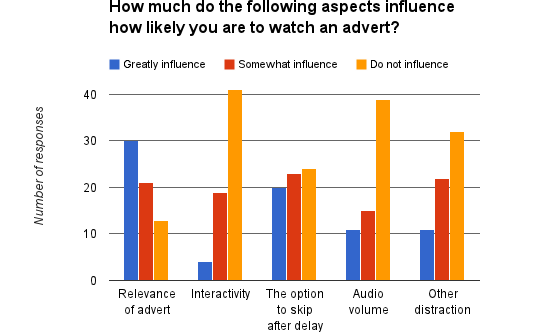 How much do the following aspects influence
how likely you are to watch an advert?
Greatly influence Somewhat influence Do not influence
Number of responses
40
30
20
10
0
Relevance of advert
Interactivity
The option to skip after delay
Audio volume
Other distraction